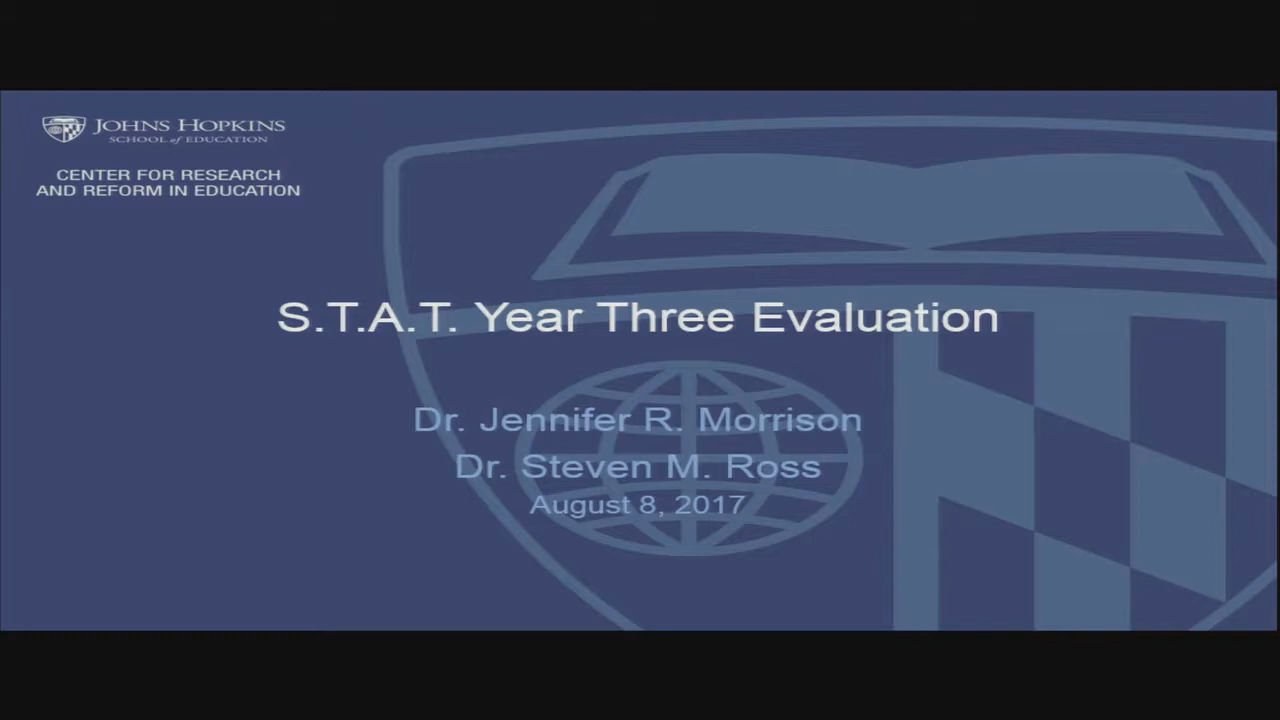 JOHNS HOPKINS
SCHOOL of EDUCATION
CENTER FOR RESEARCH
AND REFORM IN EDUCATION
S.T.A.T. Year Three Evaluation
Dr. Jennifer R. Morrison
Dr. Steven M. Ross
August 8, 2017